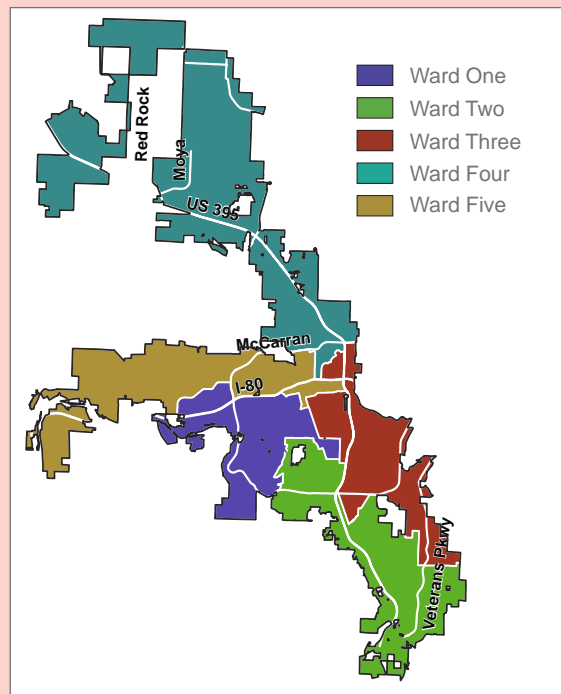 Ward One
Ward Two
Ward Three
Ward Four
Ward Five
Red Rock
Moya
US 395
McCarran
I-80
Veterans Pkwy